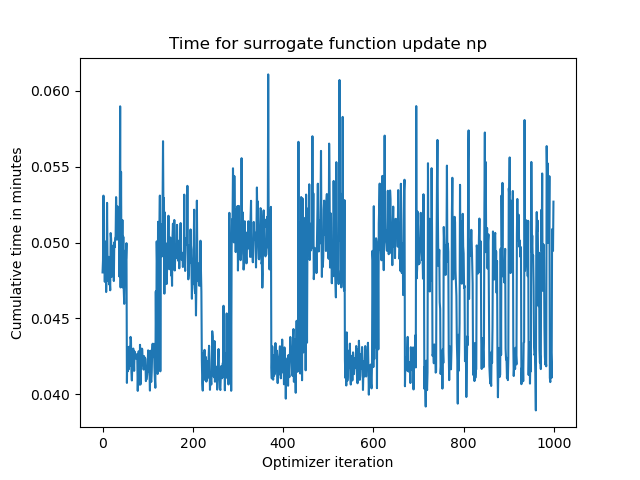 Time for surrogate function update np
Cumulative time in minutes
0.060
0.055
0.050
0.045
0.040
0 200 400 600 800 1000
Optimizer iteration